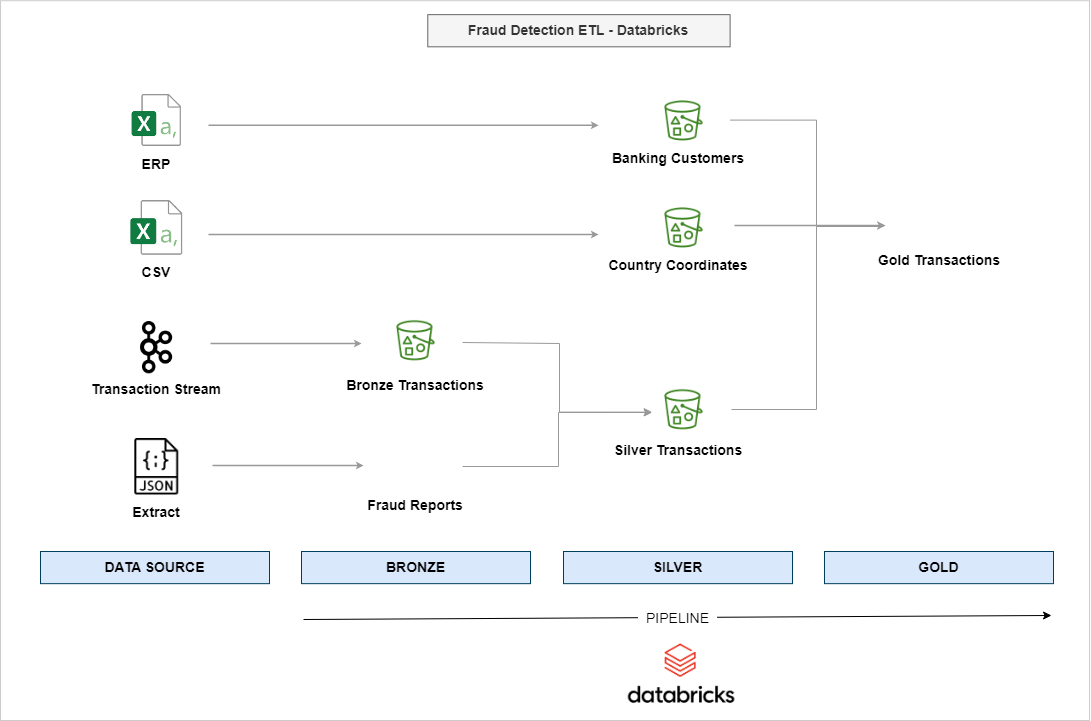 Fraud Detection ETL - Databricks
X a,
ERP
Banking Customers
X a,
CSV
Country Coordinates
Gold Transactions
Transaction Stream
Bronze Transactions
Silver Transactions
{;}
JSON
Extract
Fraud Reports
DATA SOURCE
BRONZE
SILVER
GOLD
PIPELINE
databricks